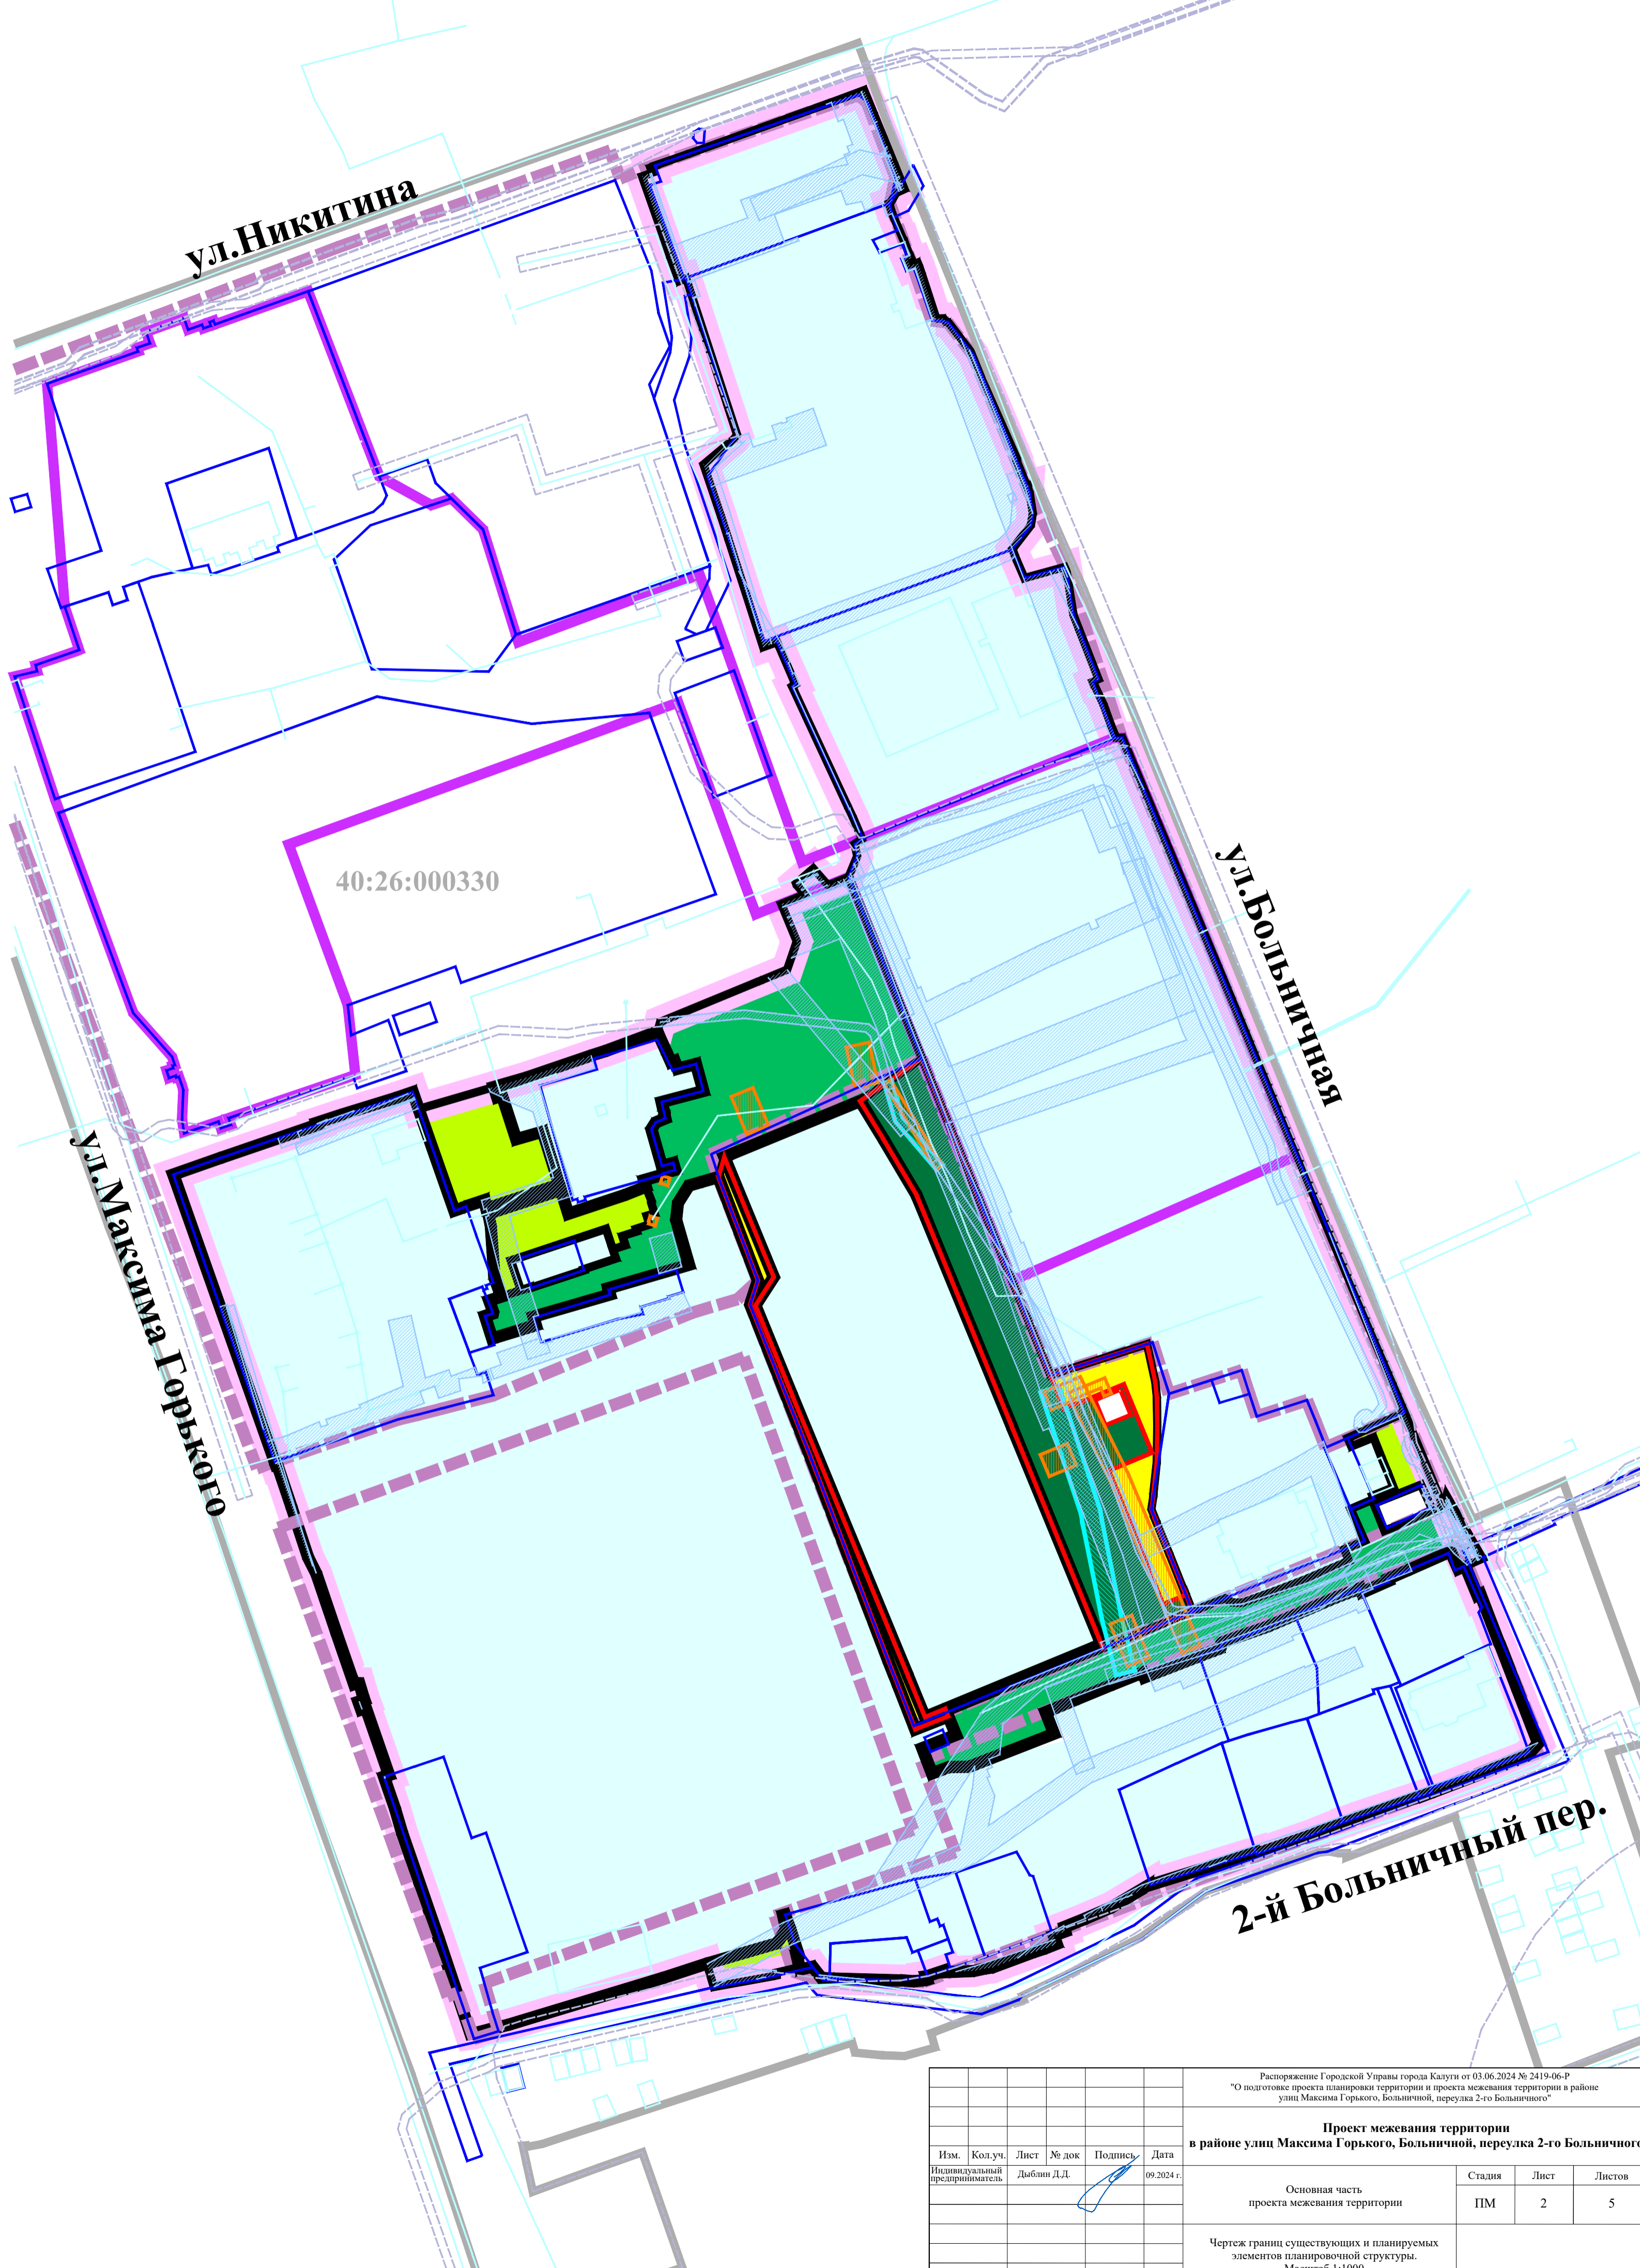 ул.Никитина
40:26:000330
ул.Больничная
ул.Максима Горького
2-й Больничный пер.
Распоряжение Городской Управы города Калуги от 03.06.2024 № 2419-06-Р
"О подготовке проекта планировки территории и проекта межевания территории в районе
улиц Максима Горького, Больничной, переулка 2-го Больничного"
Проект межевания территории
в районе улиц Максима Горького, Больничной, переулка 2-го Больничного
Изм. Кол.уч. Лист № док Подпись Дата
Индивидуальный
предприниматель
Дыблин Д.Д.
09.2024 г.
Основная часть
проекта межевания территории
Стадия Лист Листов
ПМ 2 5
Чертеж границ существующих и планируемых
элементов планировочной структуры.
Масштаб 1:1000